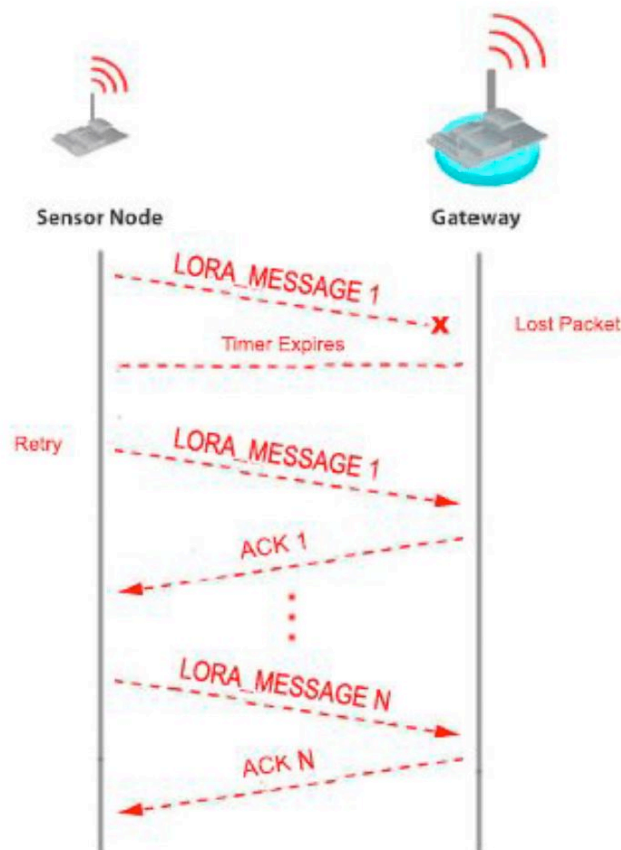 Sensor Node
Gateway
LORA_MESSAGE 1
Lost Packet
Timer Expires
Retry
LORA_MESSAGE 1
ACK 1
LORA_MESSAGE N
ACK N